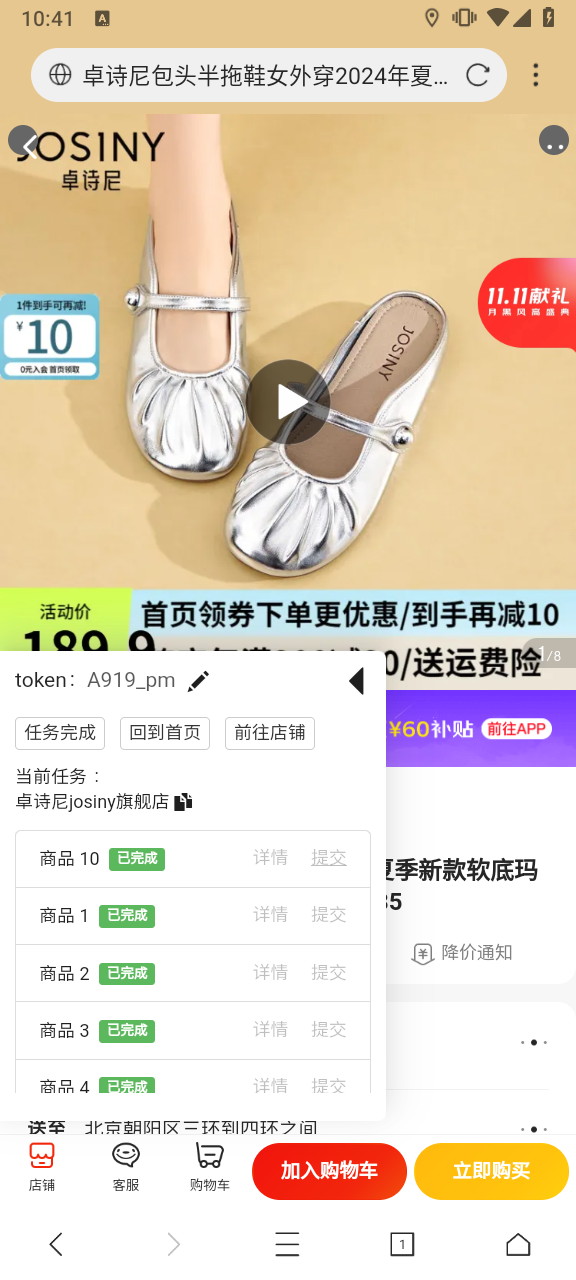 10:41
A
卓诗尼包头半拖鞋女外穿2024年夏...
JOSINY
卓诗尼
11.11献礼
月黑风高盛典
1件到手可再减!
¥10
0元入会 首页领取
JOSINY
活动价
首页领券下单更优惠/到手再减10
189.9
0/送运费险
1/8
token: A919_pm
¥60补贴 前往APP
任务完成 回到首页 前往店铺
当前任务：
卓诗尼josiny旗舰店
商品 10 已完成 详情 提交
夏季新款软底玛
商品 1 已完成 详情 提交
降价通知
商品 2 已完成 详情 提交
商品 3 已完成 详情 提交
商品 4 已完成 详情 提交
送至 北京朝阳区三环到四环之间
店铺 客服 购物车 加入购物车 立即购买
1